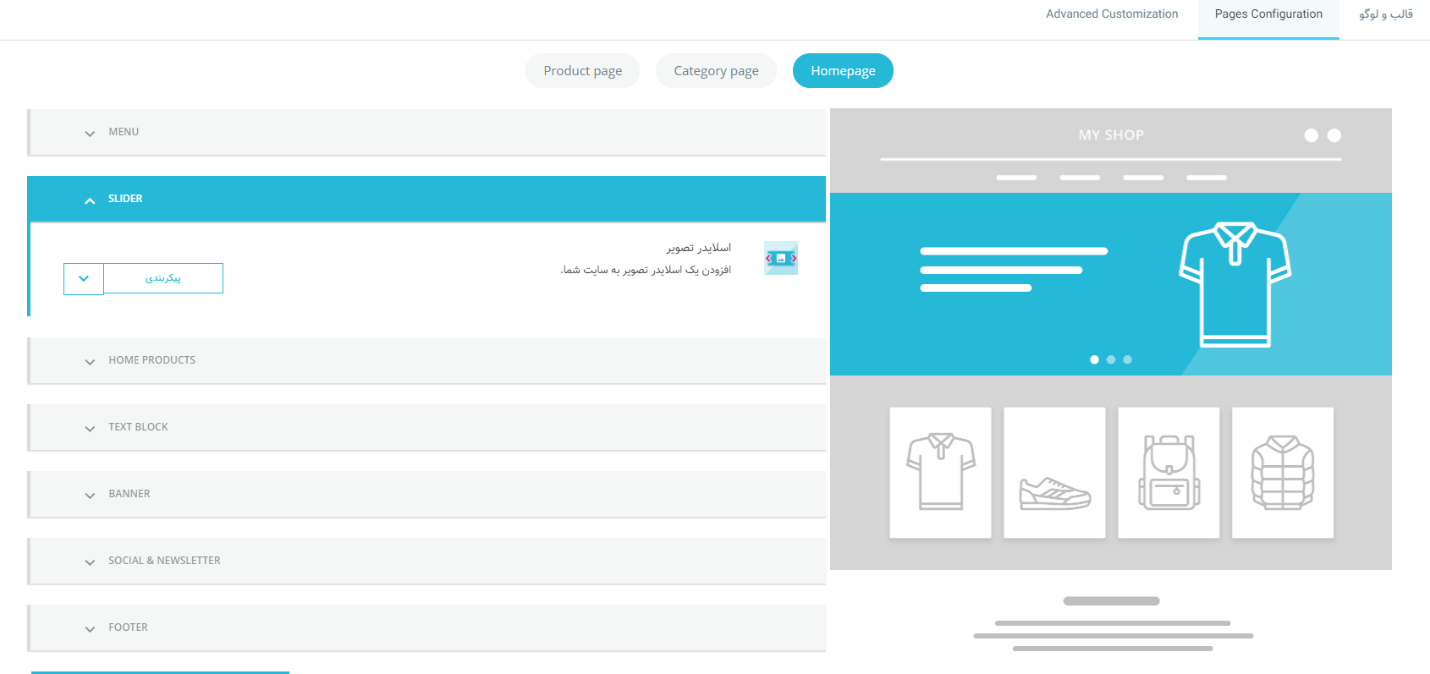 قالب و لوگو
Pages Configuration
Advanced Customization
Homepage
Category page
Product page
MY SHOP
MENU
SLIDER
اسلایدر تصویر
افزودن یک اسلایدر تصویر به سایت شما.
پیکربندی
HOME PRODUCTS
TEXT BLOCK
BANNER
SOCIAL & NEWSLETTER
FOOTER